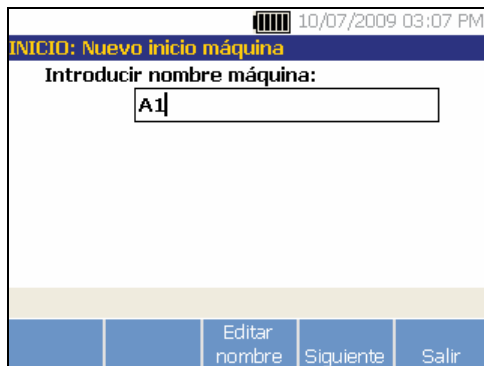 10/07/2009 03:07 PM
INICIO: Nuevo inicio máquina
Introducir nombre máquina:
A1
Editar
nombre
Siguiente
Salir